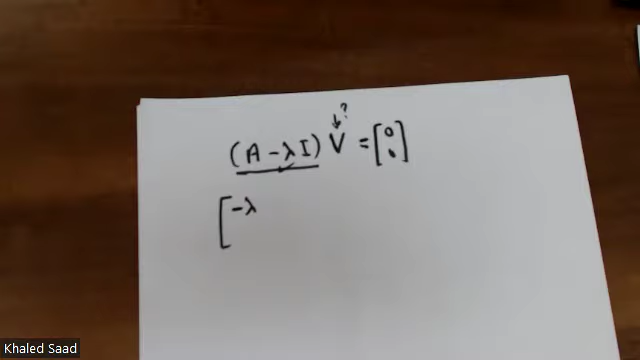 ?
↓
(A - λI) V = [0
0]
[-λ
Khaled Saad